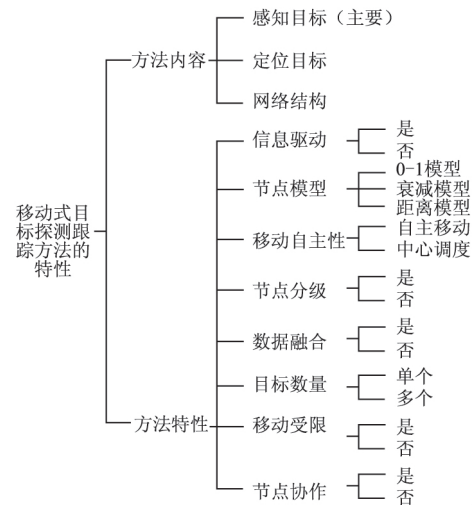 移动式目
标探测跟
踪方法的
特性
方法内容
感知目标（主要）
定位目标
网络结构
方法特性
信息驱动
是
否
节点模型
0-1模型
衰减模型
距离模型
移动自主性
自主移动
中心调度
节点分级
是
否
数据融合
是
否
目标数量
单个
多个
移动受限
是
否
节点协作
是
否